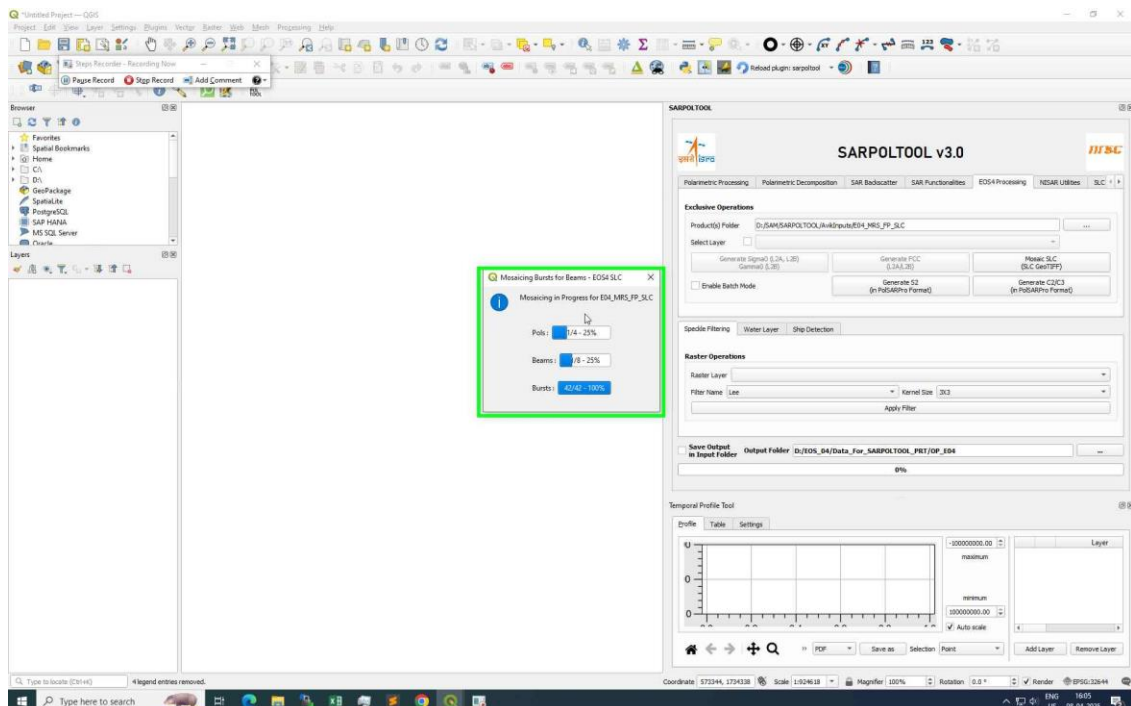 *Untitled Project — QGIS
Project Edit View Layer Settings Plugins Vector Raster Web Mesh Processing Help
Steps Recorder - Recording Now
Reload plugin: sarpoltool
Pause Record Stop Record Add Comment
Browser
Favorites
Spatial Bookmarks
Home
C:\
D:\
GeoPackage
SpatiaLite
PostgreSQL
SAP HANA
MS SQL Server
Oracle
Layers
Mosaicing Bursts for Beams - EOS4 SLC
Mosaicing in Progress for E04_MRS_FP_SLC
Pols : 1/4 - 25%
Beams : /8 - 25%
Bursts : 42/42 - 100%
SARPOLTOOL
इसरो isro
SARPOLTOOL v3.0
nrsc
Polarimetric Processing Polarimetric Decomposition SAR Backscatter SAR Functionalities EOS4 Processing NISAR Utilities SLC
Exclusive Operations
Product(s) Folder D:/SAM/SARPOLTOOL/AvikInputs/E04_MRS_FP_SLC ...
Select Layer
Generate Sigma0 (L2A, L2B) Gamma0 (L2B)
Generate FCC (L2A/L2B)
Mosaic SLC (SLC GeoTIFF)
Enable Batch Mode
Generate S2 (in PolSARPro Format)
Generate C2/C3 (in PolSARPro Format)
Speckle Filtering Water Layer Ship Detection
Raster Operations
Raster Layer
Filter Name Lee Kernel Size 3X3
Apply Filter
Save Output in Input Folder
Output Folder D:/EOS_04/Data_For_SARPOLTOOL_PRT/OP_E04 ...
0%
Temporal Profile Tool
Profile Table Settings
-100000000.00
maximum
minimum
100000000.00
Auto scale
Layer
PDF Save as Selection Point Add Layer Remove Layer
Type to locate (Ctrl+K) 4 legend entries removed.
Coordinate 573344, 1734338 Scale 1:924618 Magnifier 100% Rotation 0.0 ° Render EPSG:32644
Type here to search
ENG 16:05